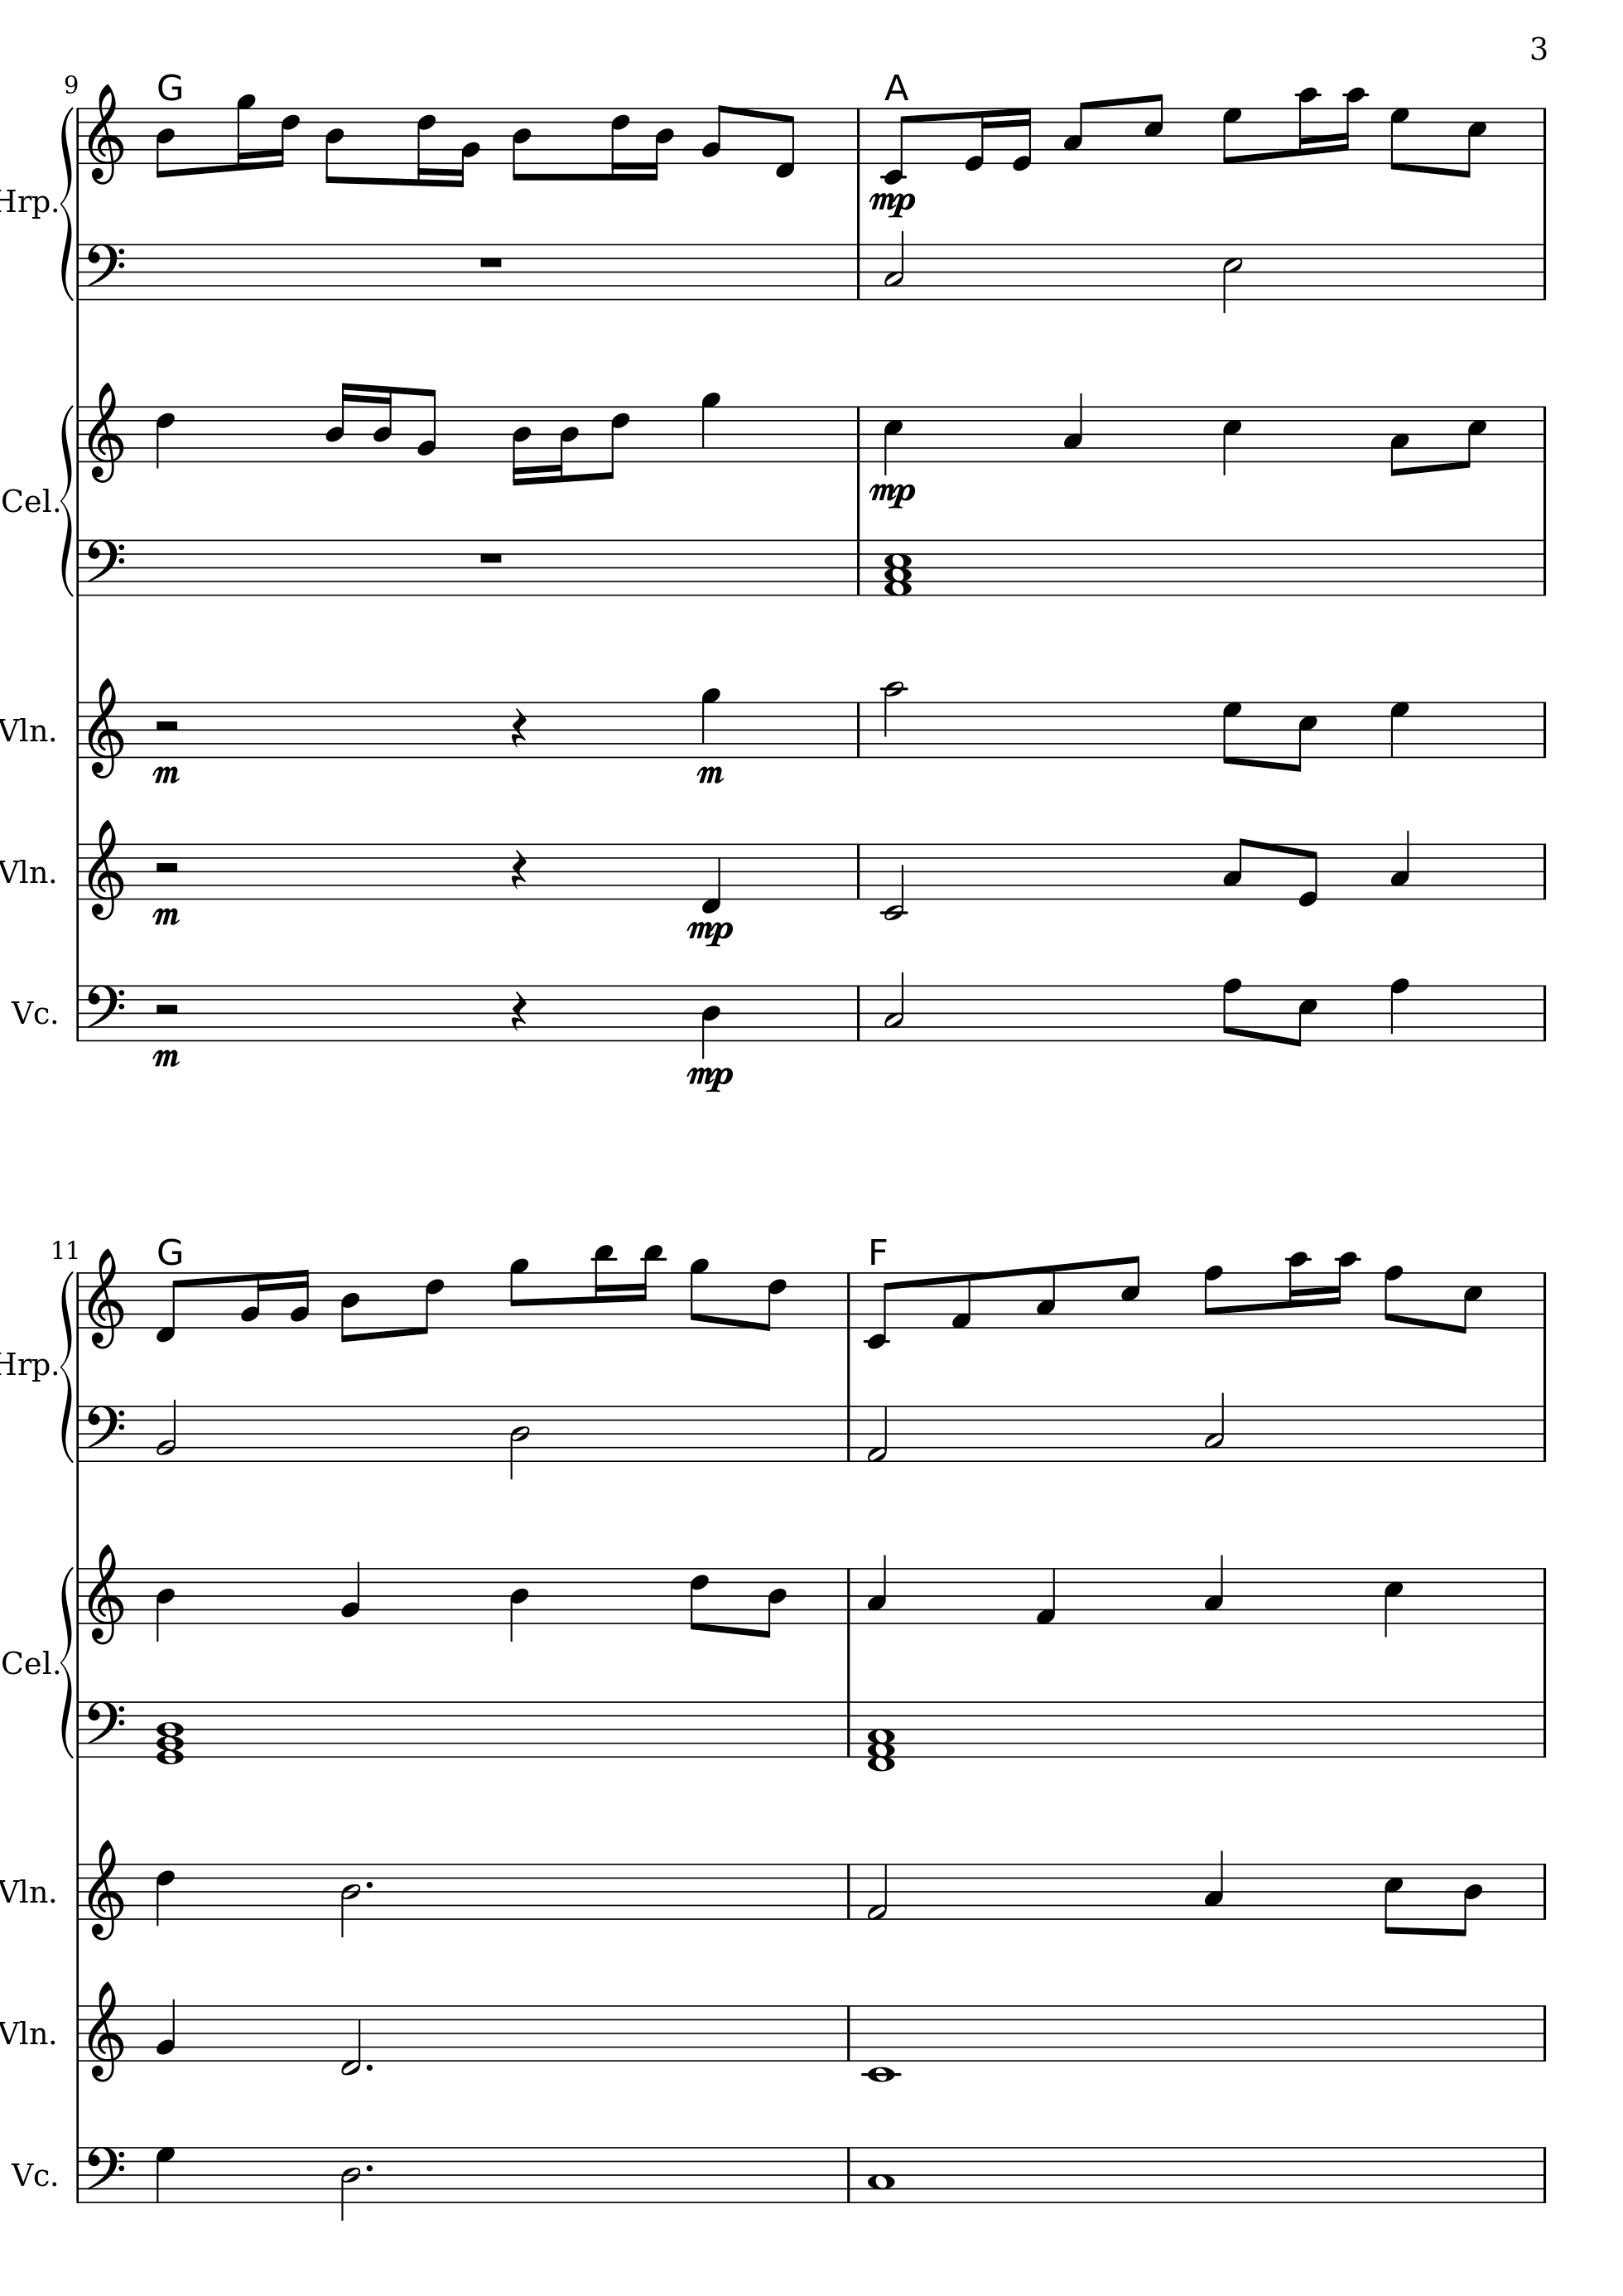 3
9 G A
Hrp.
mp
Cel.
mp
Vln.
m m
Vln.
m mp
Vc.
m mp
11 G F
Hrp.
Cel.
Vln.
Vln.
Vc.